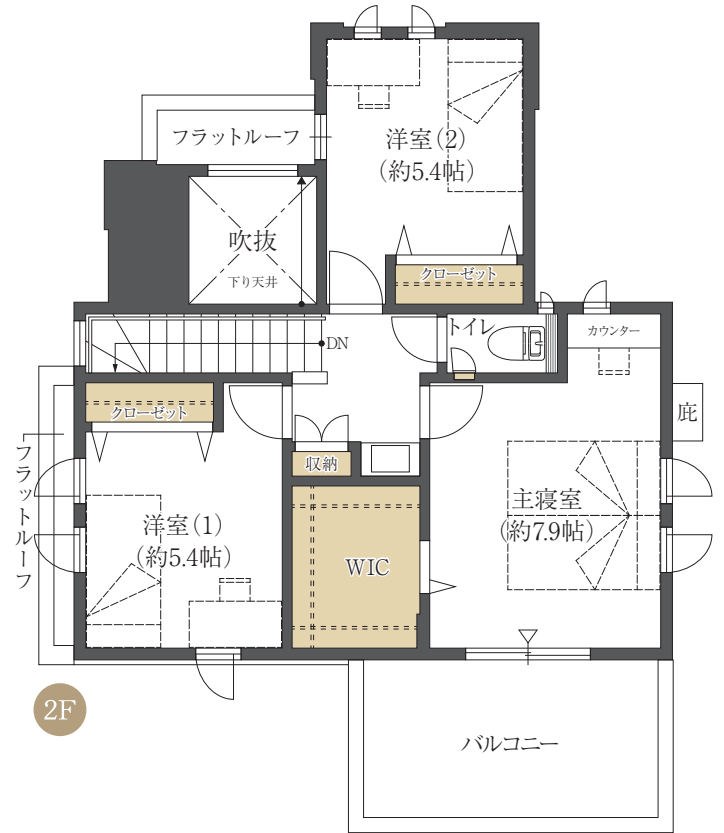 フラットルーフ
洋室(2)
(約5.4帖)
吹抜
下り天井
クローゼット
トイレ
カウンター
DN
クローゼット
庇
収納
フラットルーフ
洋室(1)
(約5.4帖)
主寝室
(約7.9帖)
WIC
2F
バルコニー